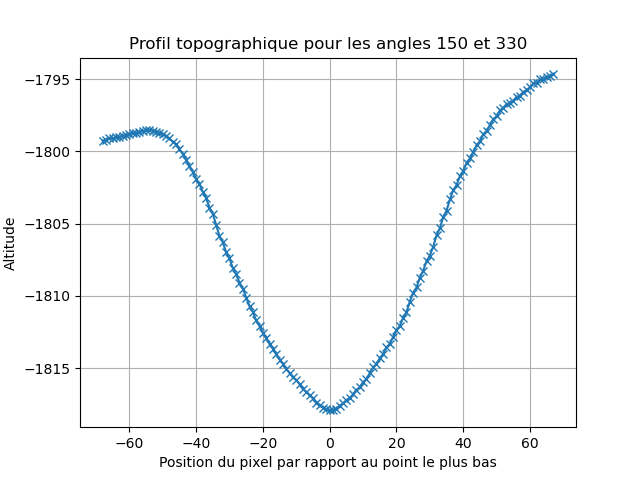 Profil topographique pour les angles 150 et 330
Altitude
−1795
−1800
−1805
−1810
−1815
−60 −40 −20 0 20 40 60
Position du pixel par rapport au point le plus bas